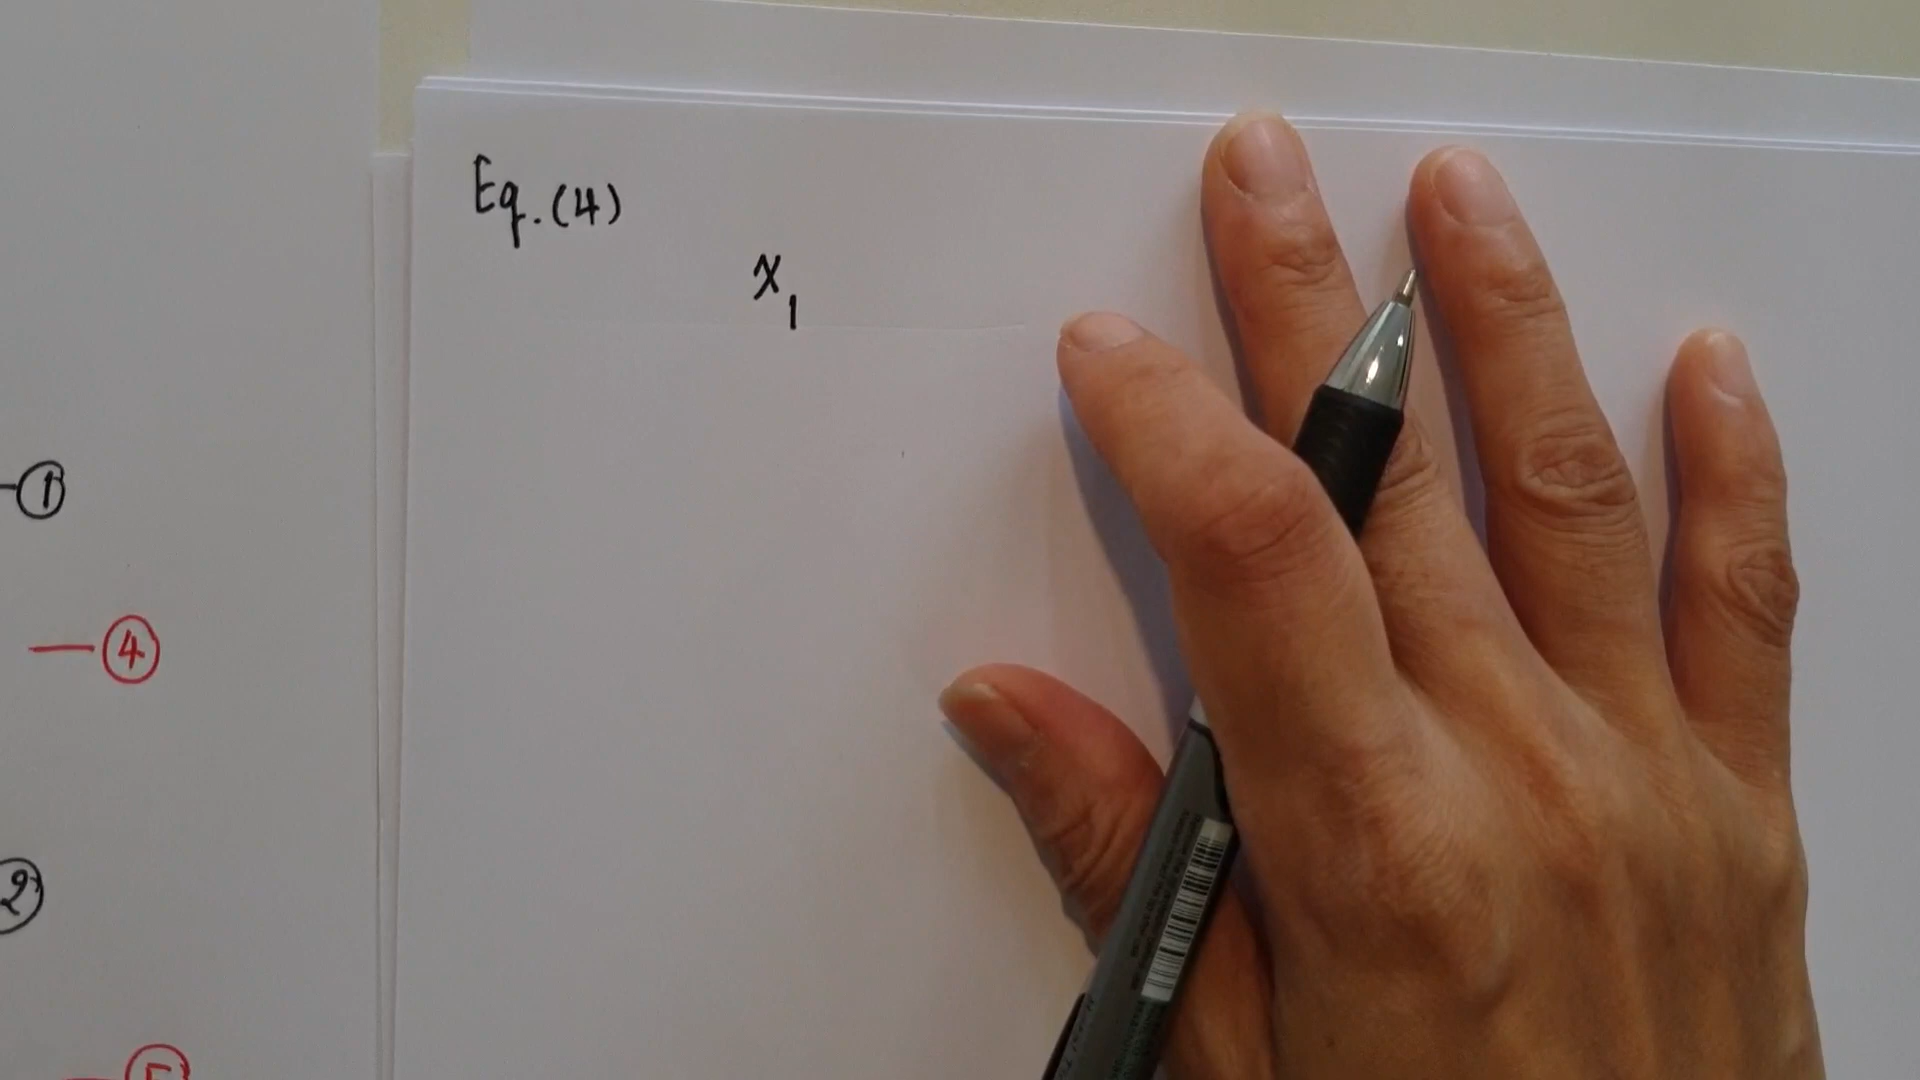 Eq. (4)
x₁
— ①
— ④
②